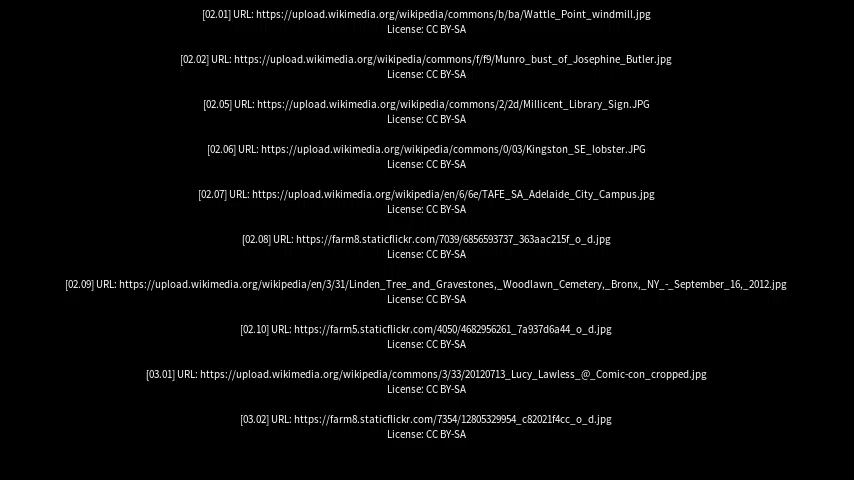 [02.01] URL: https://upload.wikimedia.org/wikipedia/commons/b/ba/Wattle_Point_windmill.jpg
License: CC BY-SA
[02.02] URL: https://upload.wikimedia.org/wikipedia/commons/f/f9/Munro_bust_of_Josephine_Butler.jpg
License: CC BY-SA
[02.05] URL: https://upload.wikimedia.org/wikipedia/commons/2/2d/Millicent_Library_Sign.JPG
License: CC BY-SA
[02.06] URL: https://upload.wikimedia.org/wikipedia/commons/0/03/Kingston_SE_lobster.JPG
License: CC BY-SA
[02.07] URL: https://upload.wikimedia.org/wikipedia/en/6/6e/TAFE_SA_Adelaide_City_Campus.jpg
License: CC BY-SA
[02.08] URL: https://farm8.staticflickr.com/7039/6856593737_363aac215f_o_d.jpg
License: CC BY-SA
[02.09] URL: https://upload.wikimedia.org/wikipedia/en/3/31/Linden_Tree_and_Gravestones,_Woodlawn_Cemetery,_Bronx,_NY_-_September_16,_2012.jpg
License: CC BY-SA
[02.10] URL: https://farm5.staticflickr.com/4050/4682956261_7a937d6a44_o_d.jpg
License: CC BY-SA
[03.01] URL: https://upload.wikimedia.org/wikipedia/commons/3/33/20120713_Lucy_Lawless_@_Comic-con_cropped.jpg
License: CC BY-SA
[03.02] URL: https://farm8.staticflickr.com/7354/12805329954_c82021f4cc_o_d.jpg
License: CC BY-SA